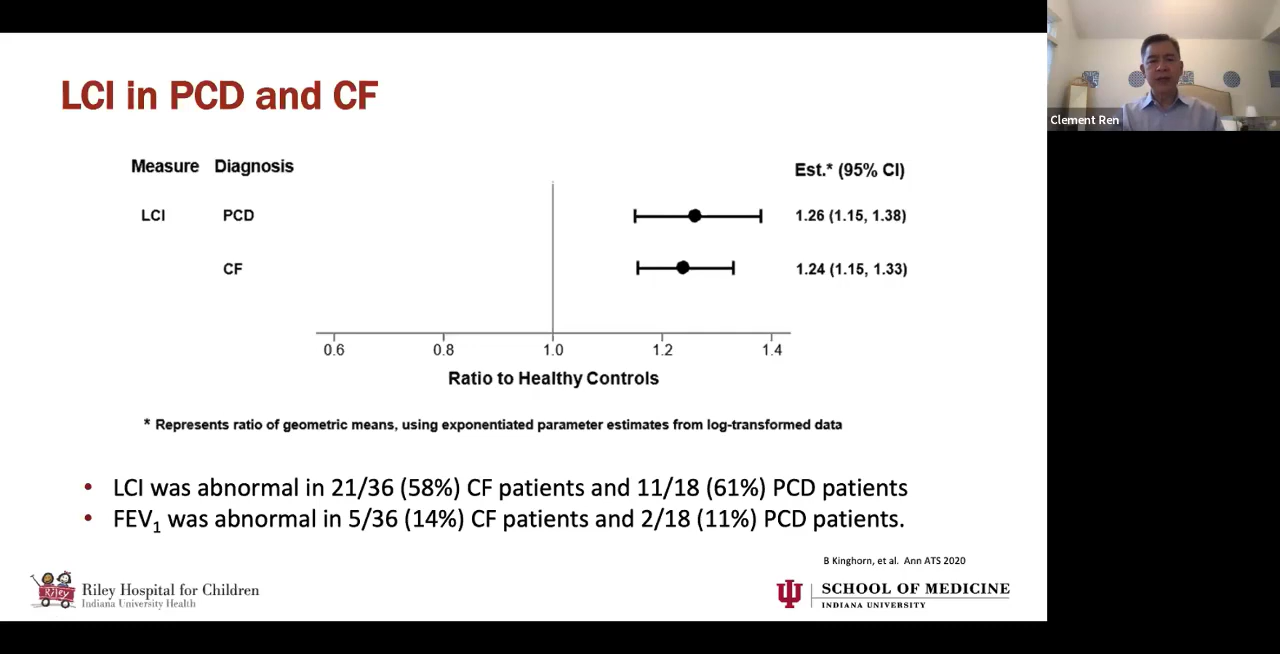 LCI in PCD and CF
Clement Ren
Measure Diagnosis Est.* (95% CI)
LCI PCD 1.26 (1.15, 1.38)
CF 1.24 (1.15, 1.33)
0.6 0.8 1.0 1.2 1.4
Ratio to Healthy Controls
* Represents ratio of geometric means, using exponentiated parameter estimates from log-transformed data
• LCI was abnormal in 21/36 (58%) CF patients and 11/18 (61%) PCD patients
• FEV1 was abnormal in 5/36 (14%) CF patients and 2/18 (11%) PCD patients.
B Kinghorn, et al. Ann ATS 2020
Riley
Riley Hospital for Children
Indiana University Health
SCHOOL OF MEDICINE
INDIANA UNIVERSITY